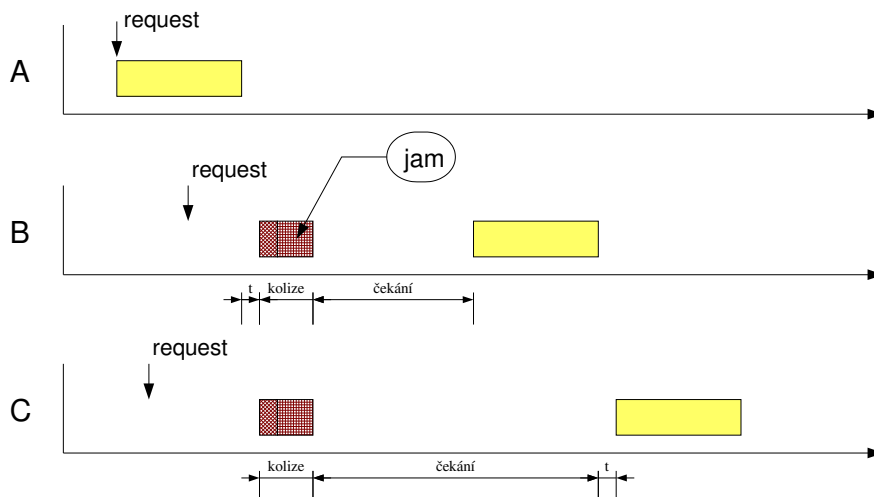 request
A
jam
request
B
t kolize čekání
request
C
kolize čekání t